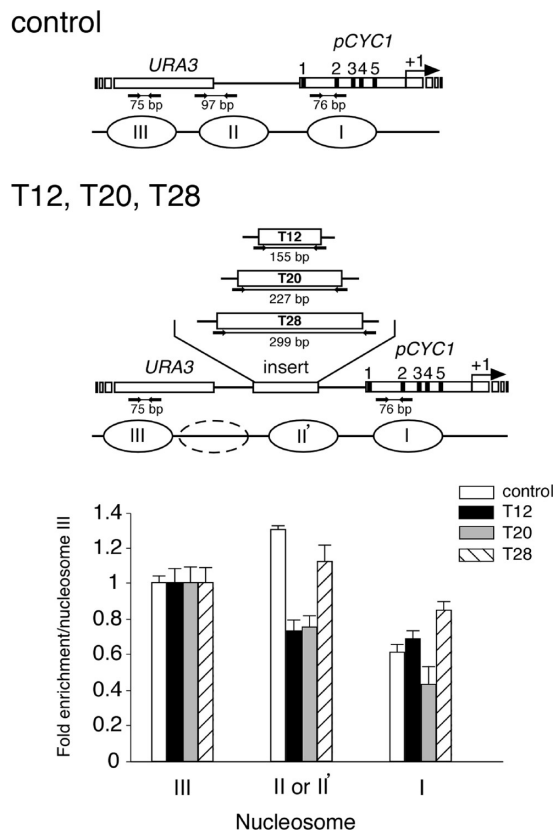 control
pCYC1
URA3
1 2 3 4 5 +1
75 bp 97 bp 76 bp
III II I
T12, T20, T28
T12
155 bp
T20
227 bp
T28
299 bp
pCYC1
URA3 insert
1 2 3 4 5 +1
75 bp 76 bp
III II' I
control
T12
T20
T28
Fold enrichment/nucleosome III
1.4
1.2
1
0.8
0.6
0.4
0.2
0
III II or II' I
Nucleosome